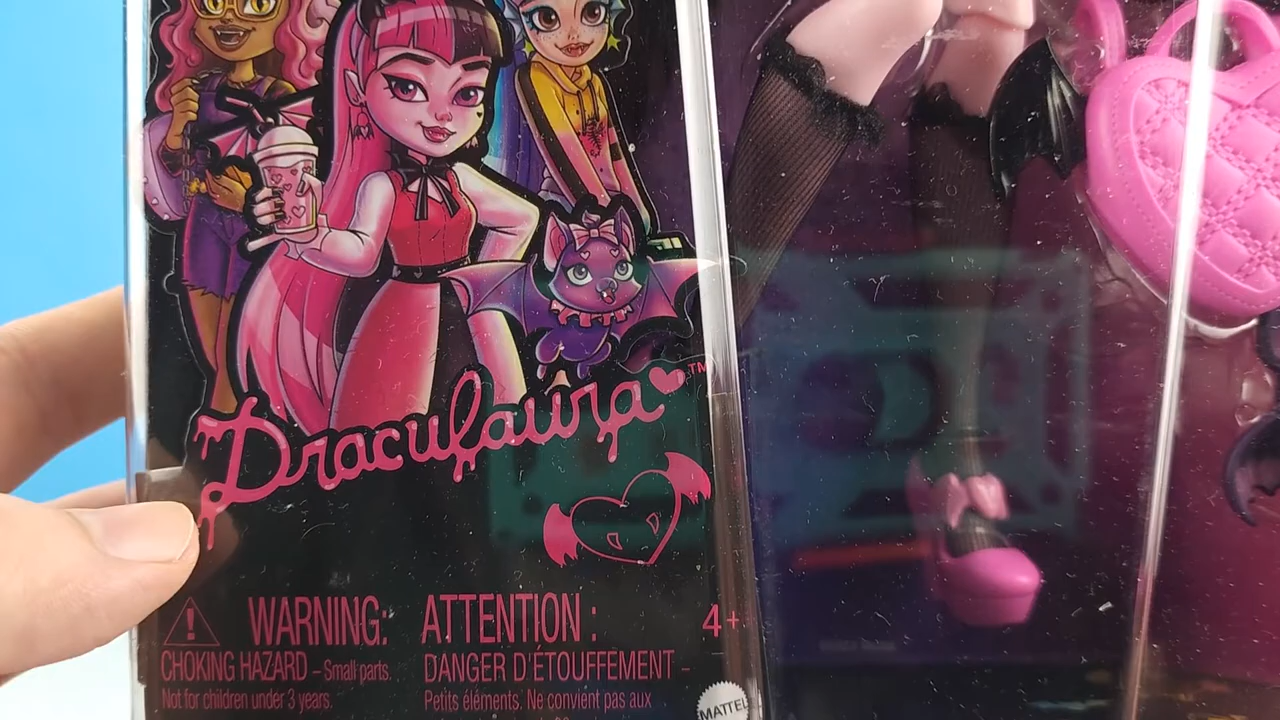 Draculaura™
WARNING: ATTENTION : 4+
CHOKING HAZARD – Small parts. DANGER D'ÉTOUFFEMENT –
Not for children under 3 years. Petits éléments. Ne convient pas aux
MATTEL